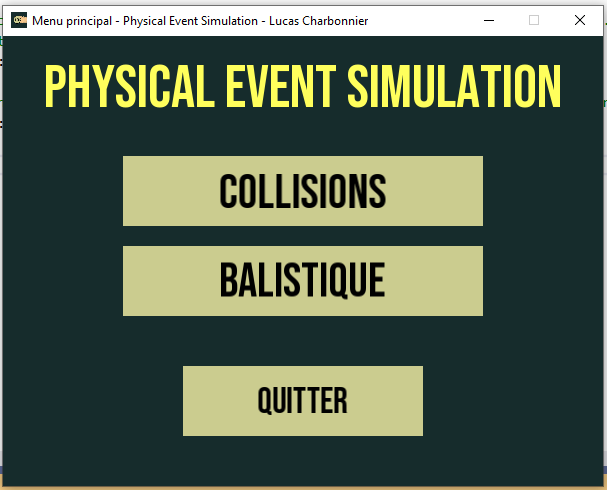 Menu principal - Physical Event Simulation - Lucas Charbonnier
PHYSICAL EVENT SIMULATION
COLLISIONS
BALISTIQUE
QUITTER